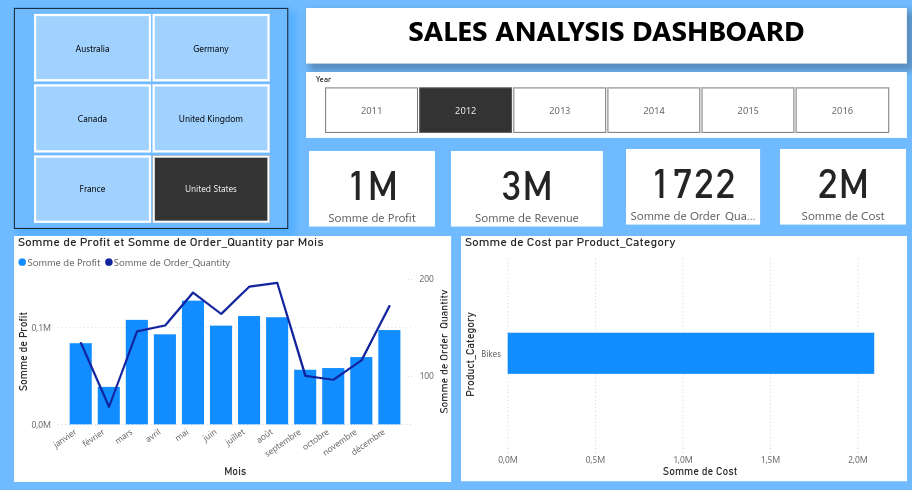 SALES ANALYSIS DASHBOARD
Australia
Germany
Canada
United Kingdom
France
United States
Year
2011
2012
2013
2014
2015
2016
1M
Somme de Profit
3M
Somme de Revenue
1722
Somme de Order_Qua...
2M
Somme de Cost
Somme de Profit et Somme de Order_Quantity par Mois
Somme de Profit
Somme de Order_Quantity
Somme de Profit
0,1M
0,0M
200
100
Somme de Order_Quantity
janvier
février
mars
avril
mai
juin
juillet
août
septembre
octobre
novembre
décembre
Mois
Somme de Cost par Product_Category
Product_Category
Bikes
0,0M
0,5M
1,0M
1,5M
2,0M
Somme de Cost